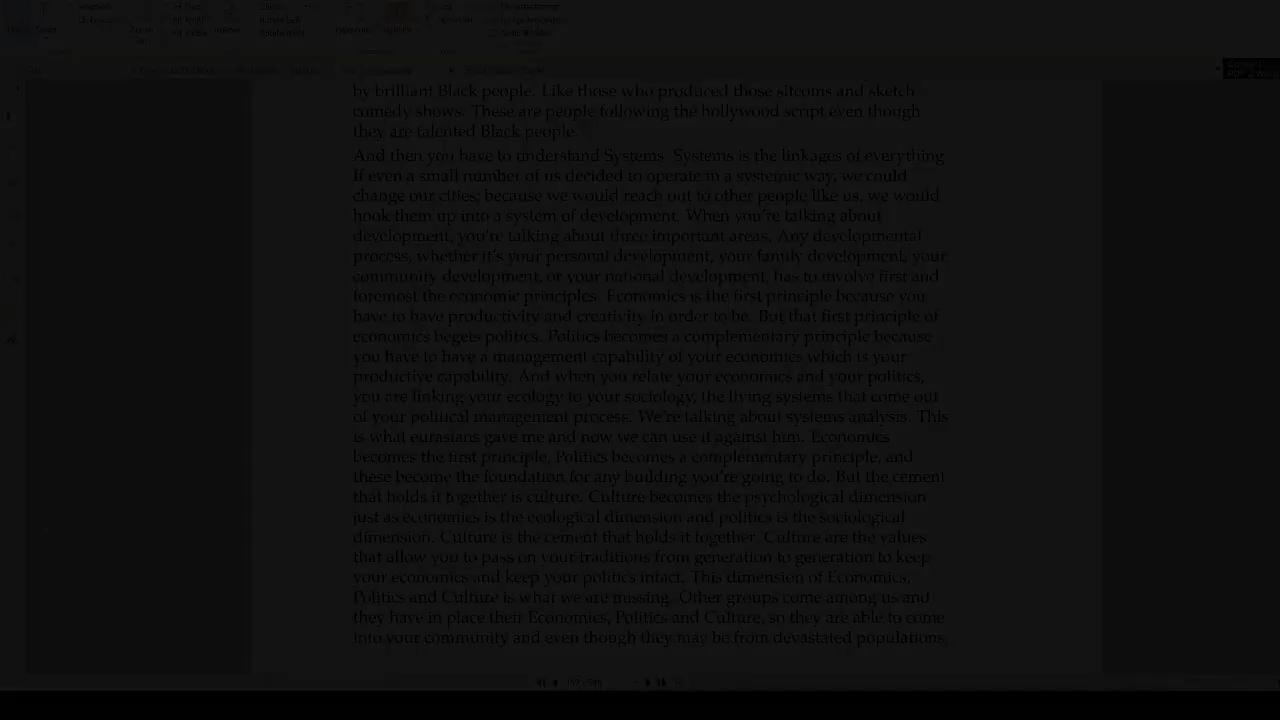 by brilliant Black people. Like those who produced those sitcoms and sketch
comedy shows. These are people following the hollywood script even though
they are talented Black people.
And then you have to understand Systems. Systems is the linkages of everything
If even a small number of us decided to operate in a systemic way, we could
change our cities; because we would reach out to other people like us, we would
hook them up into a system of development. When you're talking about
development, you're talking about three important areas. Any developmental
process, whether it's your personal development, your family development, your
community development, or your national development, has to involve first and
foremost the economic principles. Economics is the first principle because you
have to have productivity and creativity in order to be. But that first principle of
economics begets politics. Politics becomes a complementary principle because
you have to have a management capability of your economics which is your
productive capability. And when you relate your economics and your politics,
you are linking your ecology to your sociology, the living systems that come out
of your political management process. We're talking about systems analysis. This
is what eurasians gave me and now we can use it against him. Economics
becomes the first principle, Politics becomes a complementary principle, and
these become the foundation for any building you're going to do. But the cement
that holds it together is culture. Culture becomes the psychological dimension
just as economics is the ecological dimension and politics is the sociological
dimension. Culture is the cement that holds it together. Culture are the values
that allow you to pass on your traditions from generation to generation to keep
your economics and keep your politics intact. This dimension of Economics,
Politics and Culture is what we are missing. Other groups come among us and
they have in place their Economics, Politics and Culture, so they are able to come
into your community and even though they may be from devastated populations,